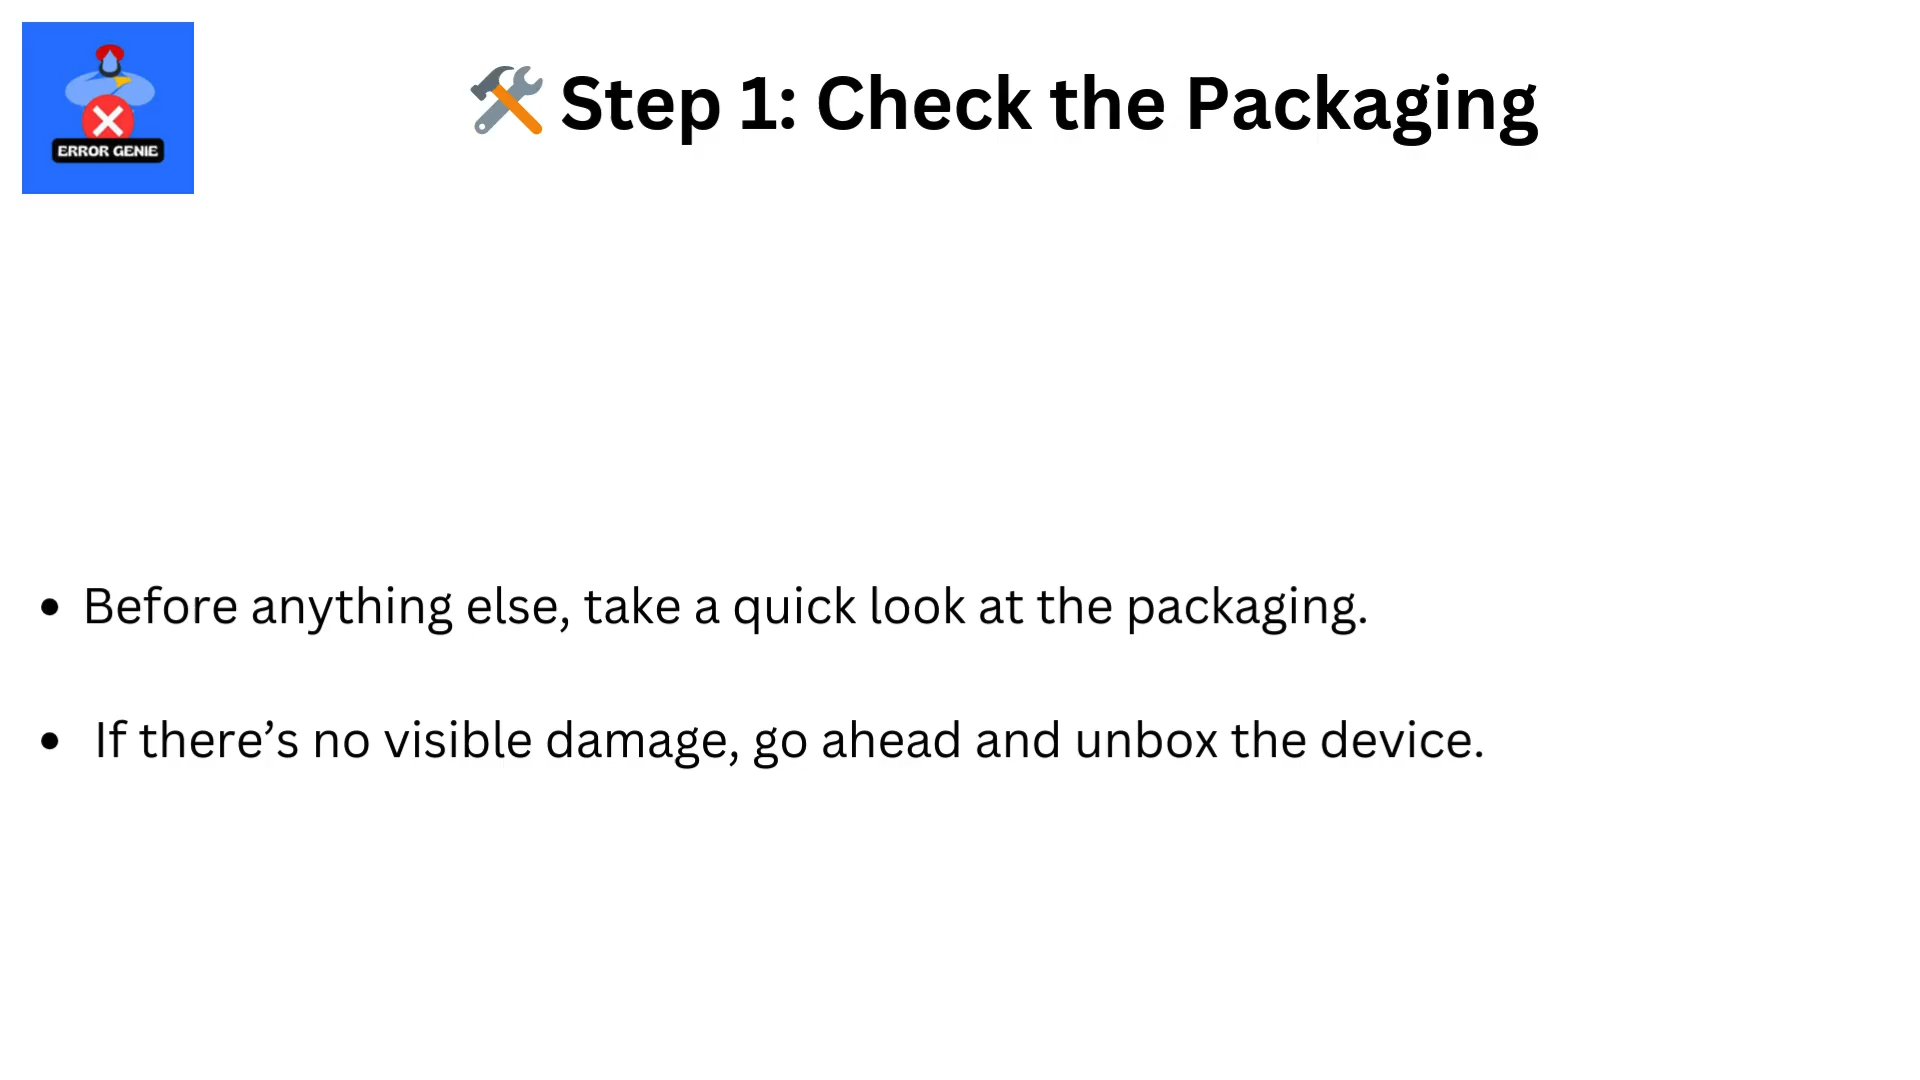 ERROR GENIE
🛠️ Step 1: Check the Packaging
• Before anything else, take a quick look at the packaging.
• If there’s no visible damage, go ahead and unbox the device.